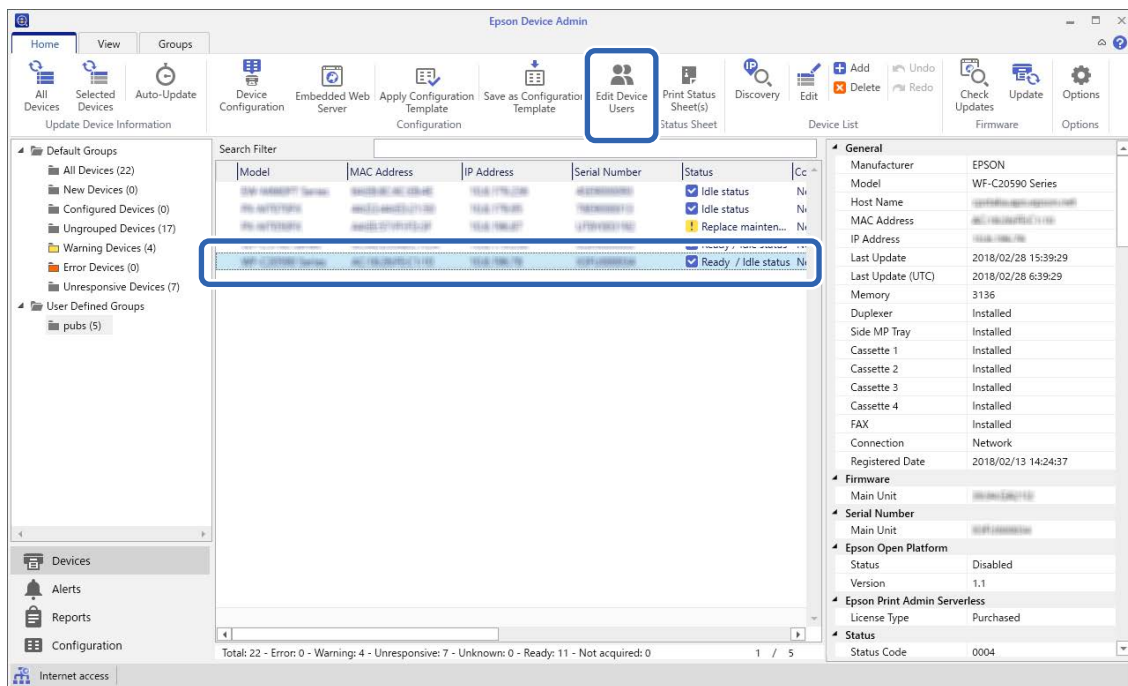 Epson Device Admin
Home View Groups
All Devices
Selected Devices
Auto-Update
Update Device Information
Device Configuration
Embedded Web Server
Apply Configuration Template
Save as Configuration Template
Edit Device Users
Configuration
Print Status Sheet(s)
Status Sheet
Discovery
Edit
Add
Delete
Undo
Redo
Device List
Check Updates
Update
Firmware
Options
Options
Default Groups
All Devices (22)
New Devices (0)
Configured Devices (0)
Ungrouped Devices (17)
Warning Devices (4)
Error Devices (0)
Unresponsive Devices (7)
User Defined Groups
pubs (5)
Devices
Alerts
Reports
Configuration
Search Filter
Model MAC Address IP Address Serial Number Status Cc
Idle status
Idle status
Replace mainten...
Ready / Idle status
General
Manufacturer EPSON
Model WF-C20590 Series
Host Name
MAC Address
IP Address
Last Update 2018/02/28 15:39:29
Last Update (UTC) 2018/02/28 6:39:29
Memory 3136
Duplexer Installed
Side MP Tray Installed
Cassette 1 Installed
Cassette 2 Installed
Cassette 3 Installed
Cassette 4 Installed
FAX Installed
Connection Network
Registered Date 2018/02/13 14:24:37
Firmware
Main Unit
Serial Number
Main Unit
Epson Open Platform
Status Disabled
Version 1.1
Epson Print Admin Serverless
License Type Purchased
Status
Status Code 0004
Total: 22 - Error: 0 - Warning: 4 - Unresponsive: 7 - Unknown: 0 - Ready: 11 - Not acquired: 0 1 / 5
Internet access